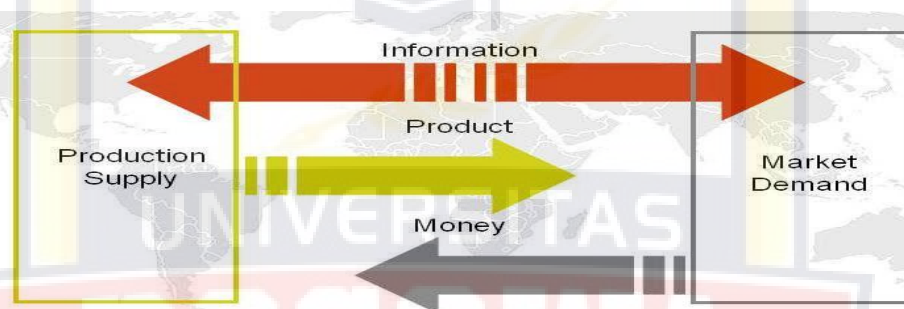 Information
Product
Production
Supply
Market
Demand
Money
UNIVERSITAS